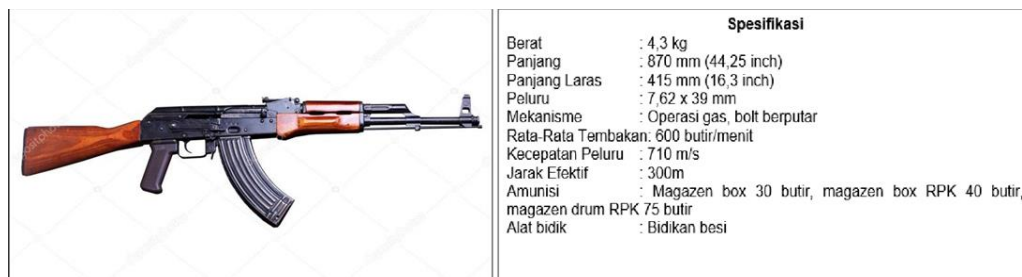 Spesifikasi
Berat : 4,3 kg
Panjang : 870 mm (44,25 inch)
Panjang Laras : 415 mm (16,3 inch)
Peluru : 7,62 x 39 mm
Mekanisme : Operasi gas, bolt berputar
Rata-Rata Tembakan: 600 butir/menit
Kecepatan Peluru : 710 m/s
Jarak Efektif : 300m
Amunisi : Magazen box 30 butir, magazen box RPK 40 butir,
magazen drum RPK 75 butir
Alat bidik : Bidikan besi